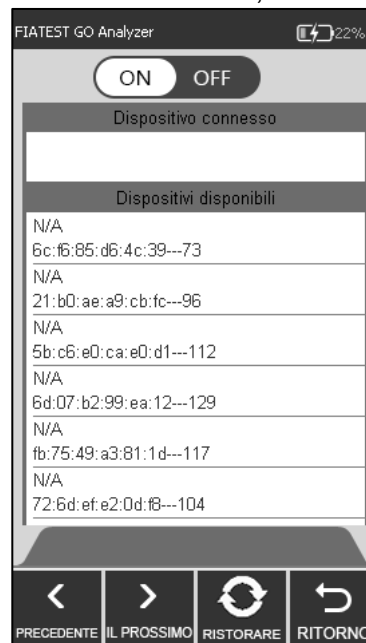 FIATEST GO Analyzer 22%
ON OFF
Dispositivo connesso
Dispositivi disponibili
N/A
6c:f6:85:d6:4c:39---73
N/A
21:b0:ae:a9:cb:fc---96
N/A
5b:c6:e0:ca:e0:d1---112
N/A
6d:07:b2:99:ea:12---129
N/A
fb:75:49:a3:81:1d---117
N/A
72:6d:ef:e2:0d:f8---104
PRECEDENTE IL PROSSIMO RISTORARE RITORNO